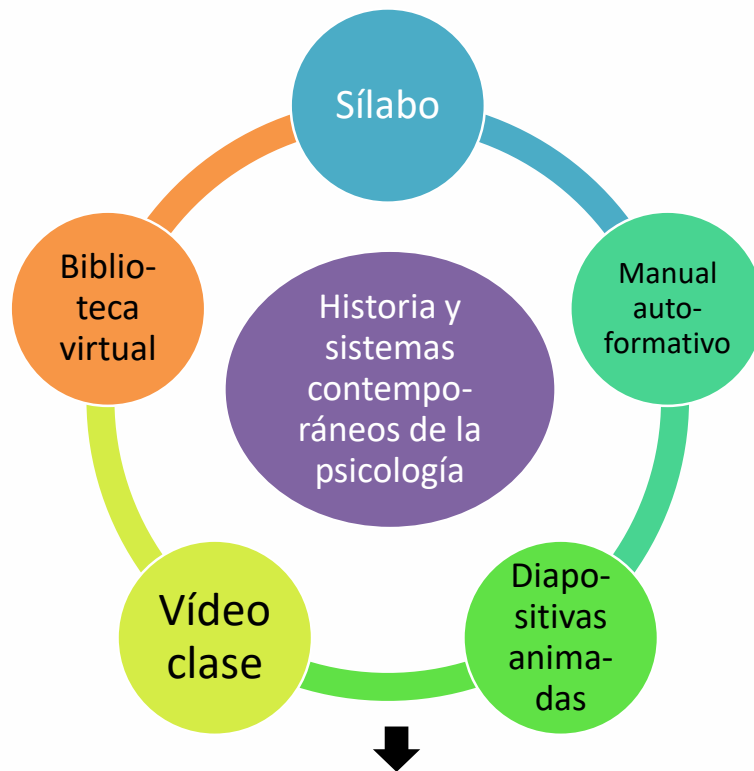 Sílabo
Manual
auto-
formativo
Diapo-
sitivas
anima-
das
Vídeo
clase
Biblio-
teca
virtual
Historia y
sistemas
contempo-
ráneos de la
psicología